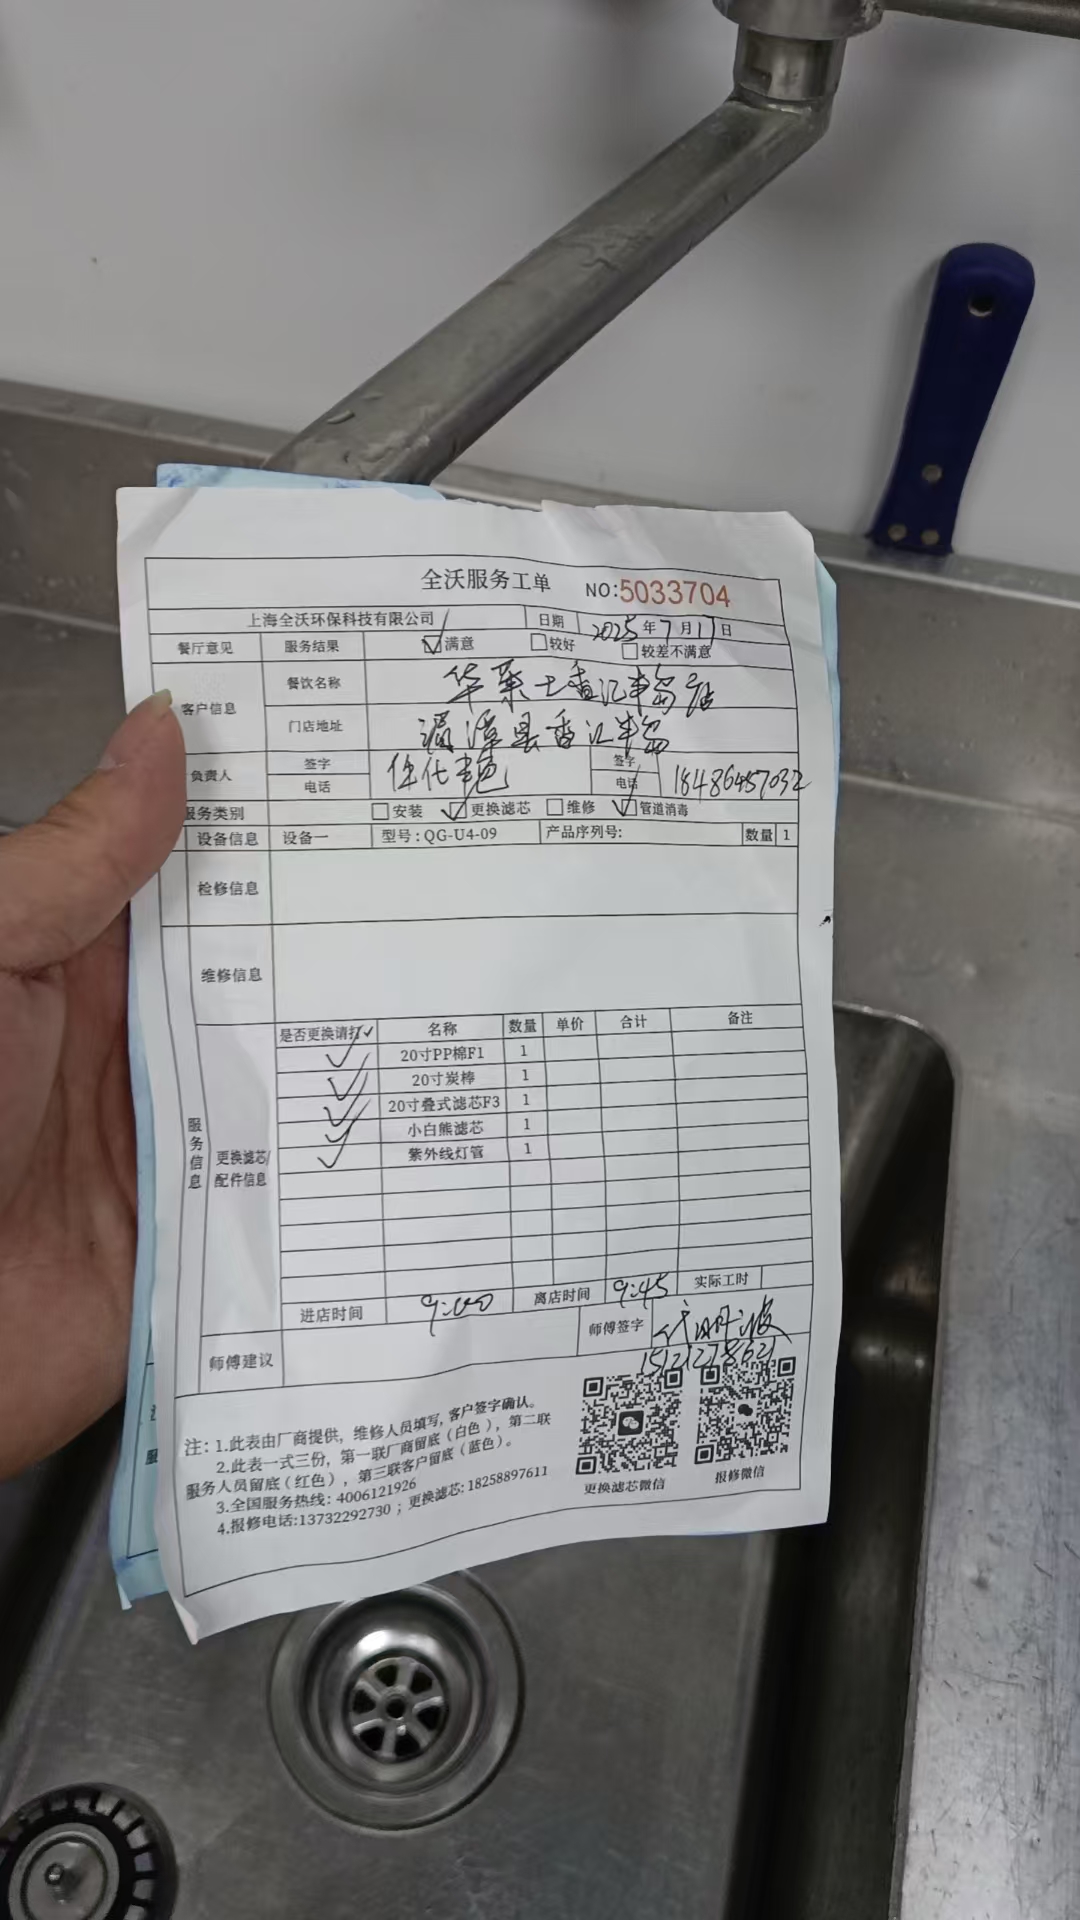 全沃服务工单 NO:5033704
上海全沃环保科技有限公司 日期 2025年7月17日
餐厅意见 服务结果 满意 较好 较差不满意
客户信息 餐饮名称 华莱士香汇半岛店
门店地址 湄潭县香汇半岛
负责人 签字 签字
电话 电话 18486457032
服务类别 安装 更换滤芯 维修 管道消毒
设备信息 设备一 型号:QG-U4-09 产品序列号: 数量 1
检修信息
维修信息
服务信息 更换滤芯/配件信息
是否更换请打✓ 名称 数量 单价 合计 备注
✓ 20寸PP棉F1 1
✓ 20寸炭棒 1
✓ 20寸叠式滤芯F3 1
✓ 小白熊滤芯 1
✓ 紫外线灯管 1
进店时间 9:00 离店时间 9:45 实际工时
师傅建议 师傅签字
注:1.此表由厂商提供,维修人员填写,客户签字确认。
2.此表一式三份,第一联厂商留底(白色),第二联
服务人员留底(红色),第三联客户留底(蓝色)。
3.全国服务热线:4006121926
4.报修电话:13732292730;更换滤芯:18258897611
更换滤芯微信 报修微信